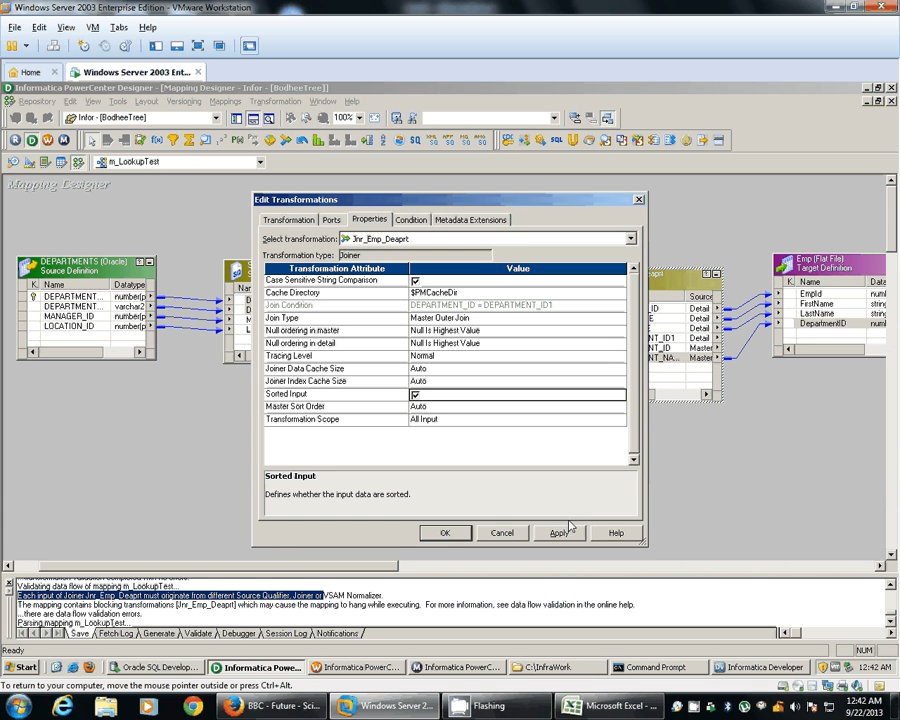 Windows Server 2003 Enterprise Edition - VMware Workstation
File Edit View VM Tabs Help
Home Windows Server 2003 Ent...
Informatica PowerCenter Designer - [Mapping Designer - Infor - [BodheeTree]]
Repository Edit View Tools Layout Versioning Mappings Transformation Window Help
Infor - [BodheeTree] 100%
m_LookupTest
Mapping Designer
Edit Transformations
Transformation Ports Properties Condition Metadata Extensions
Select transformation: Jnr_Emp_Deaprt
Transformation type: Joiner
Transformation Attribute Value
Case Sensitive String Comparison
Cache Directory $PMCacheDir
Join Condition DEPARTMENT_ID = DEPARTMENT_ID1
Join Type Master Outer Join
Null ordering in master Null Is Highest Value
Null ordering in detail Null Is Highest Value
Tracing Level Normal
Joiner Data Cache Size Auto
Joiner Index Cache Size Auto
Sorted Input
Master Sort Order Auto
Transformation Scope All Input
Sorted Input
Defines whether the input data are sorted.
OK Cancel Apply Help
DEPARTMENTS (Oracle)
Source Definition
K. Name Datatype
DEPARTMENT... number(p
DEPARTMENT... varchar2
MANAGER_ID number(p
LOCATION_ID number(p
Source
Detail
Detail
Detail
Detail
Master
Master
Emp (Flat File)
Target Definition
K. Name Data
EmpId numb
FirstName string
LastName string
DepartmentID numb
Validating data flow of mapping m_LookupTest...
Each input of Joiner Jnr_Emp_Deaprt must originate from different Source Qualifier, Joiner or VSAM Normalizer.
The mapping contains blocking transformations [Jnr_Emp_Deaprt] which may cause the mapping to hang while executing. For more information, see data flow validation in the online help.
...there are data flow validation errors.
Parsing mapping m_LookupTest...
Save Fetch Log Generate Validate Debugger Session Log Notifications
Ready NUM
Start Oracle SQL Develop... Informatica Powe... Informatica PowerC... Informatica PowerC... C:\InfraWork Command Prompt Informatica Developer 12:42 AM
To return to your computer, move the mouse pointer outside or press Ctrl+Alt.
BBC - Future - Sci... Windows Server 2... Flashing Microsoft Excel - ... 12:42 AM
9/22/2013